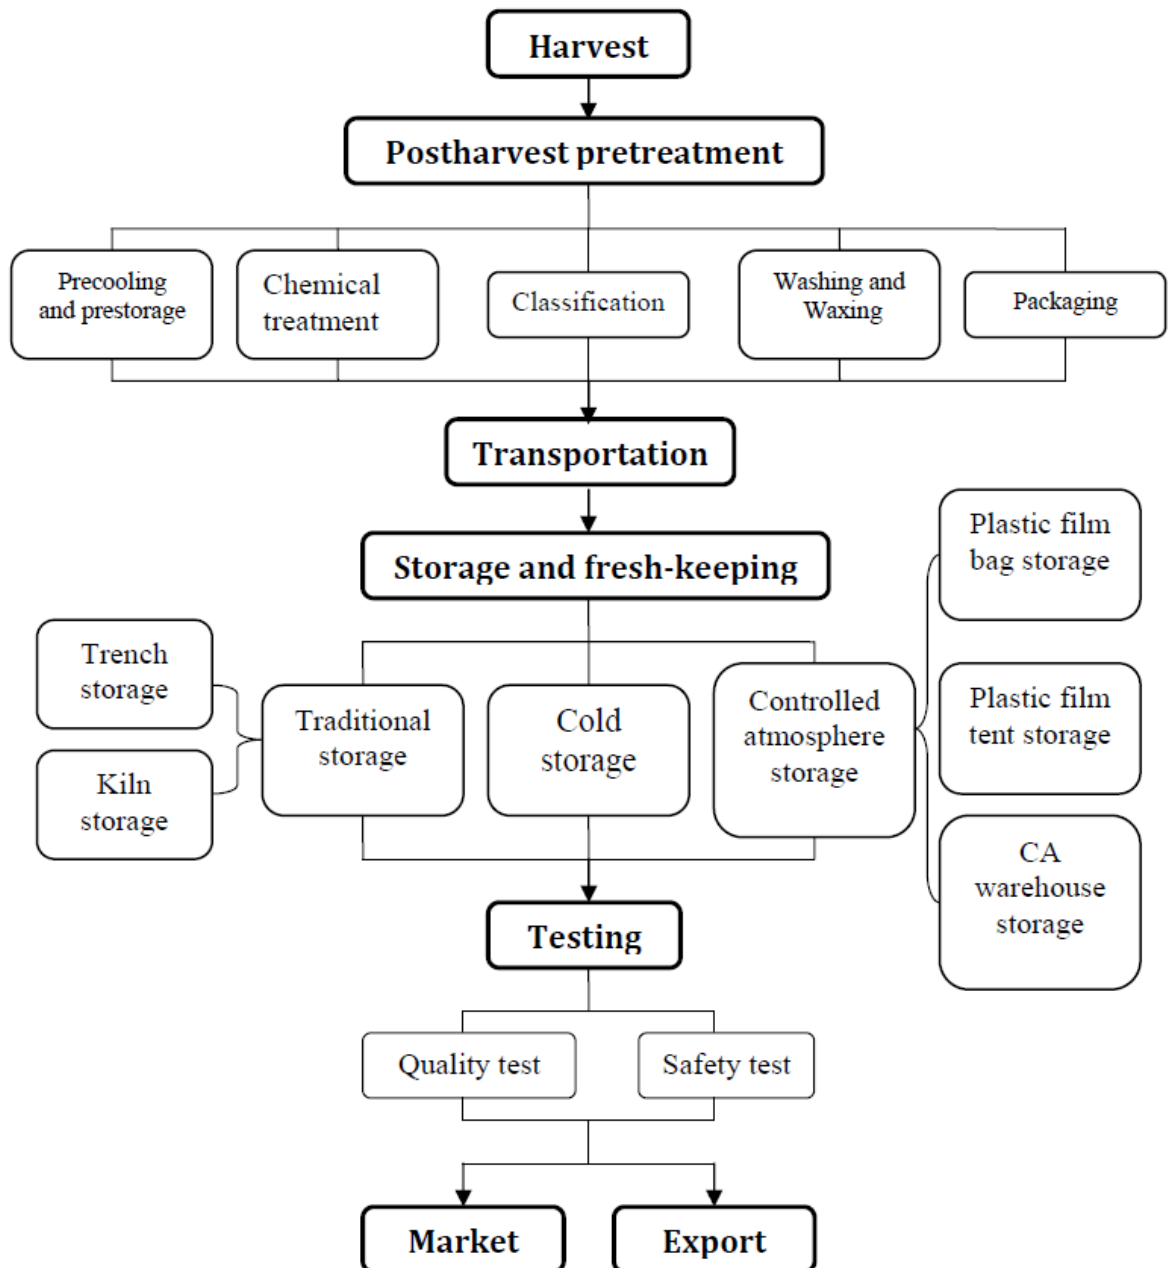 Harvest
Postharvest pretreatment
Precooling
and prestorage
Chemical
treatment
Classification
Washing and
Waxing
Packaging
Transportation
Storage and fresh-keeping
Plastic film
bag storage
Trench
storage
Kiln
storage
Traditional
storage
Cold
storage
Controlled
atmosphere
storage
Plastic film
tent storage
CA
warehouse
storage
Testing
Quality test
Safety test
Market
Export